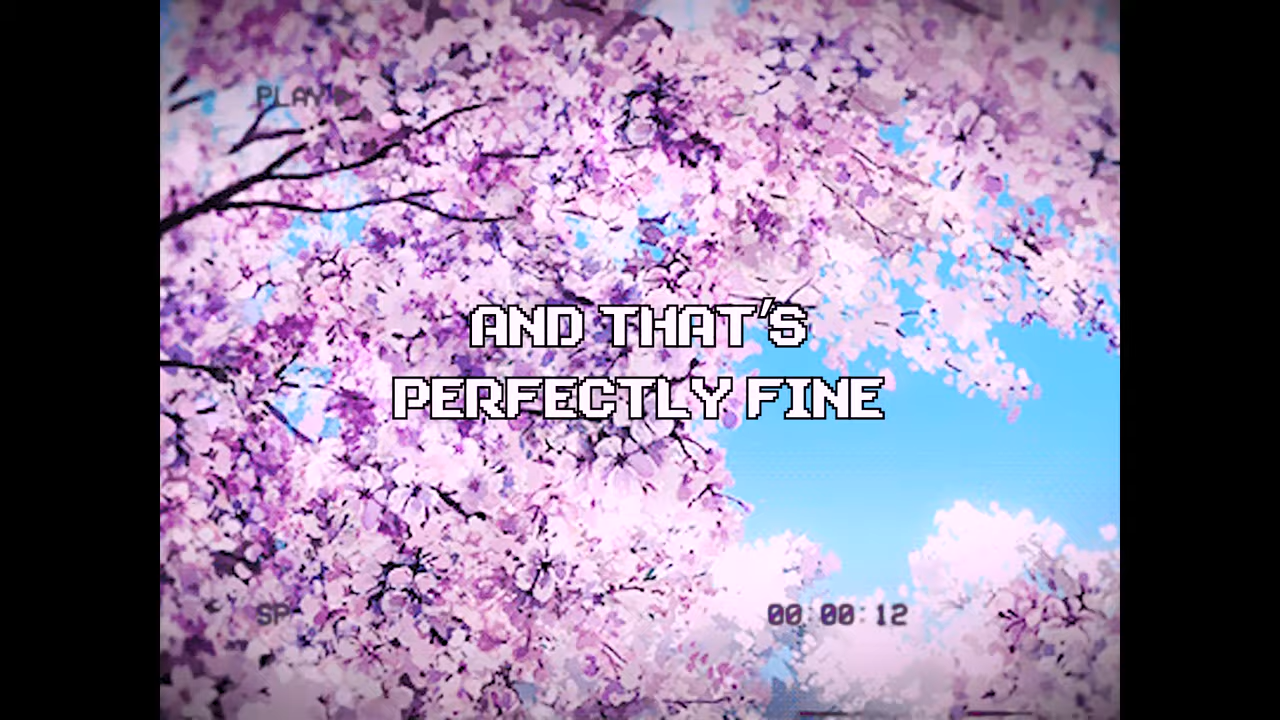 PLAY
AND THAT'S
PERFECTLY FINE
SP
00:00:12